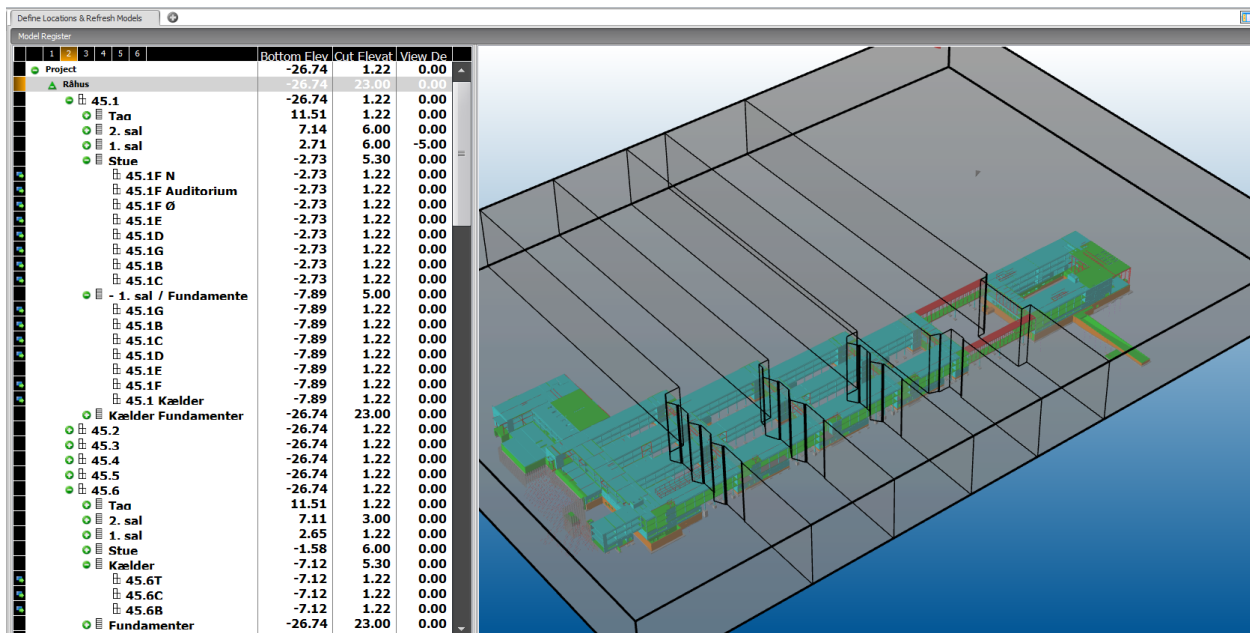 Define Locations & Refresh Models
Model Register
1 2 3 4 5 6 Bottom Elev Cut Elevat View De
Project -26.74 1.22 0.00
Råhus -26.74 23.00 0.00
45.1 -26.74 1.22 0.00
Tag 11.51 1.22 0.00
2. sal 7.14 6.00 0.00
1. sal 2.71 6.00 -5.00
Stue -2.73 5.30 0.00
45.1F N -2.73 1.22 0.00
45.1F Auditorium -2.73 1.22 0.00
45.1F Ø -2.73 1.22 0.00
45.1E -2.73 1.22 0.00
45.1D -2.73 1.22 0.00
45.1G -2.73 1.22 0.00
45.1B -2.73 1.22 0.00
45.1C -2.73 1.22 0.00
- 1. sal / Fundamente -7.89 5.00 0.00
45.1G -7.89 1.22 0.00
45.1B -7.89 1.22 0.00
45.1C -7.89 1.22 0.00
45.1D -7.89 1.22 0.00
45.1E -7.89 1.22 0.00
45.1F -7.89 1.22 0.00
45.1 Kælder -7.89 1.22 0.00
Kælder Fundamenter -26.74 23.00 0.00
45.2 -26.74 1.22 0.00
45.3 -26.74 1.22 0.00
45.4 -26.74 1.22 0.00
45.5 -26.74 1.22 0.00
45.6 -26.74 1.22 0.00
Tag 11.51 1.22 0.00
2. sal 7.11 3.00 0.00
1. sal 2.65 1.22 0.00
Stue -1.58 6.00 0.00
Kælder -7.12 5.30 0.00
45.6T -7.12 1.22 0.00
45.6C -7.12 1.22 0.00
45.6B -7.12 1.22 0.00
Fundamenter -26.74 23.00 0.00